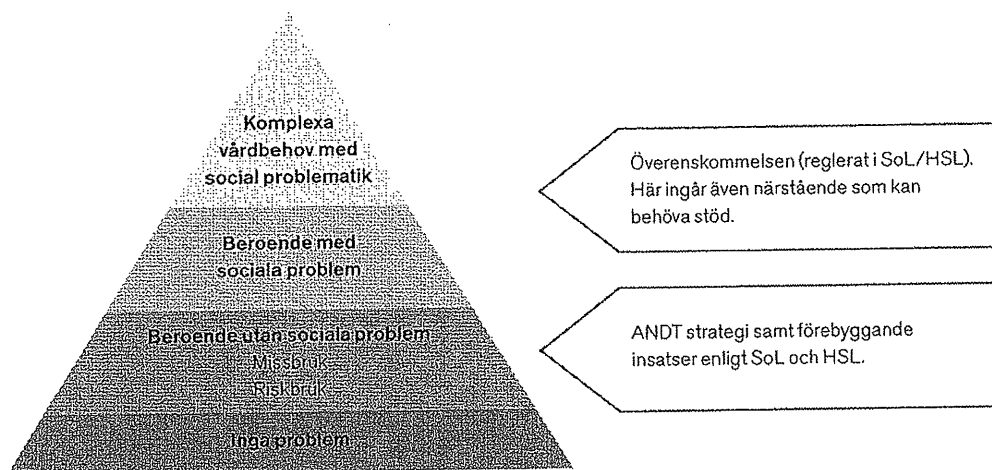 Komplexa
vårdbehov med
social problematik
Beroende med
sociala problem
Beroende utan sociala problem
Missbruk
Riskbruk
Inga problem
Överenskommelsen (reglerat i SoL/HSL).
Här ingår även närstående som kan
behöva stöd.
ANDT strategi samt förebyggande
insatser enligt SoL och HSL.